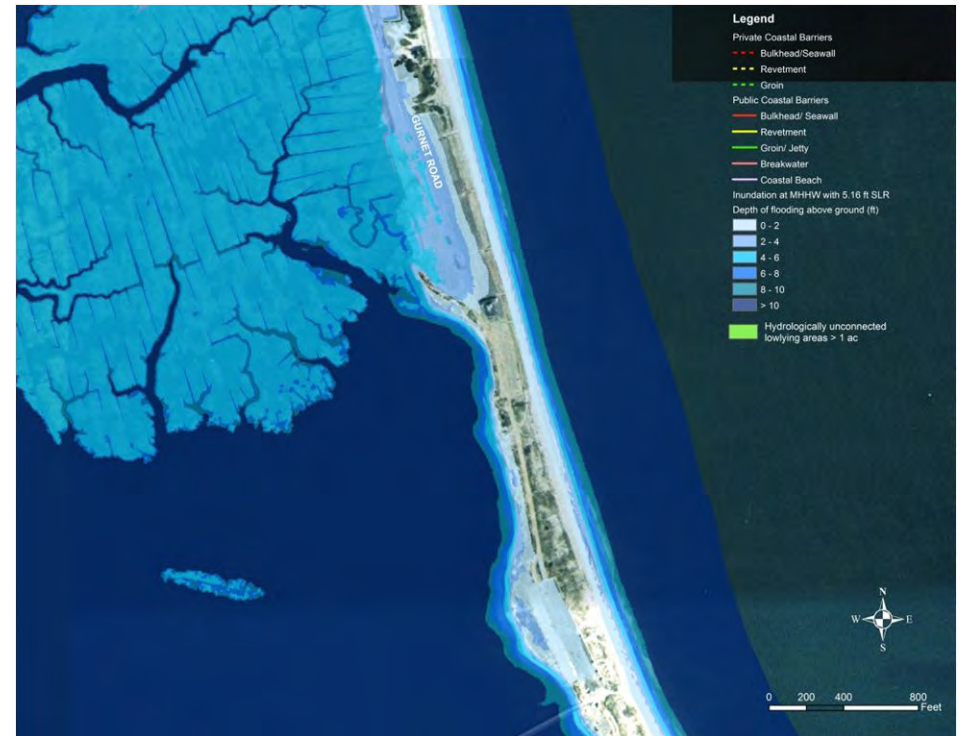 GURNET ROAD
Legend
Private Coastal Barriers
Bulkhead/Seawall
Revetment
Groin
Public Coastal Barriers
Bulkhead/ Seawall
Revetment
Groin/ Jetty
Breakwater
Coastal Beach
Inundation at MHHW with 5.16 ft SLR
Depth of flooding above ground (ft)
0 - 2
2 - 4
4 - 6
6 - 8
8 - 10
> 10
Hydrologically unconnected
lowlying areas > 1 ac
N
W E
S
0 200 400 800
Feet